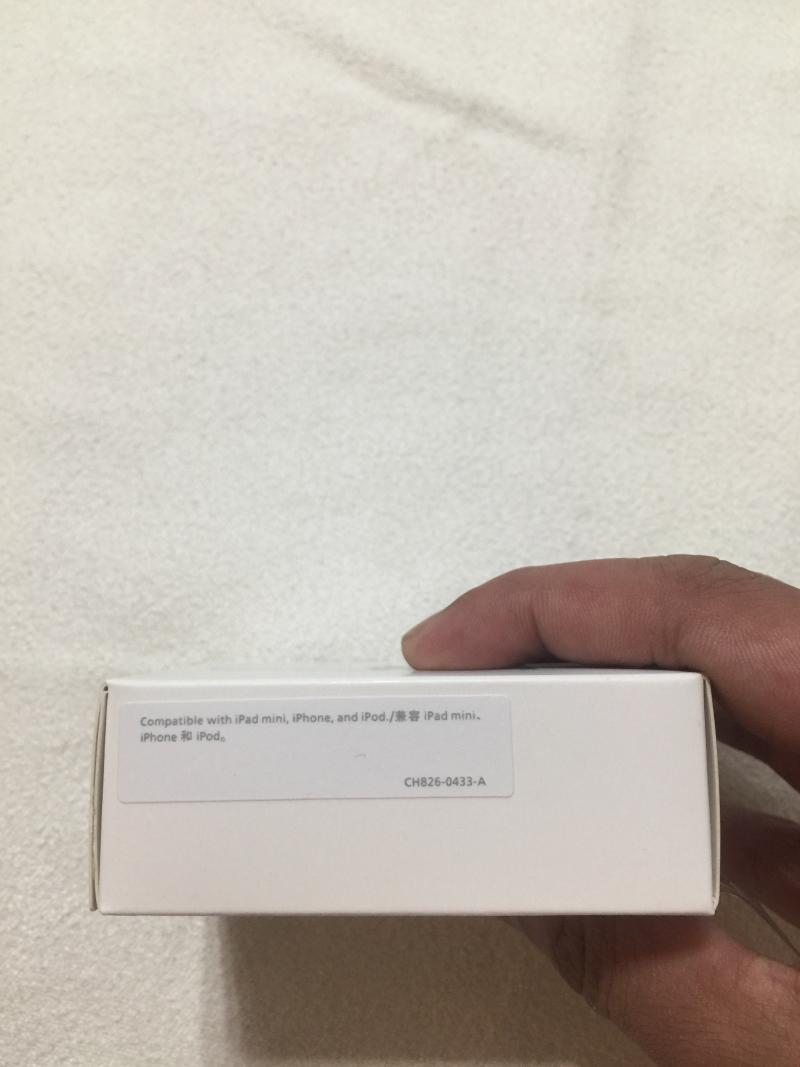 Compatible with iPad mini, iPhone, and iPod./兼容 iPad mini、
iPhone 和 iPod。
CH826-0433-A